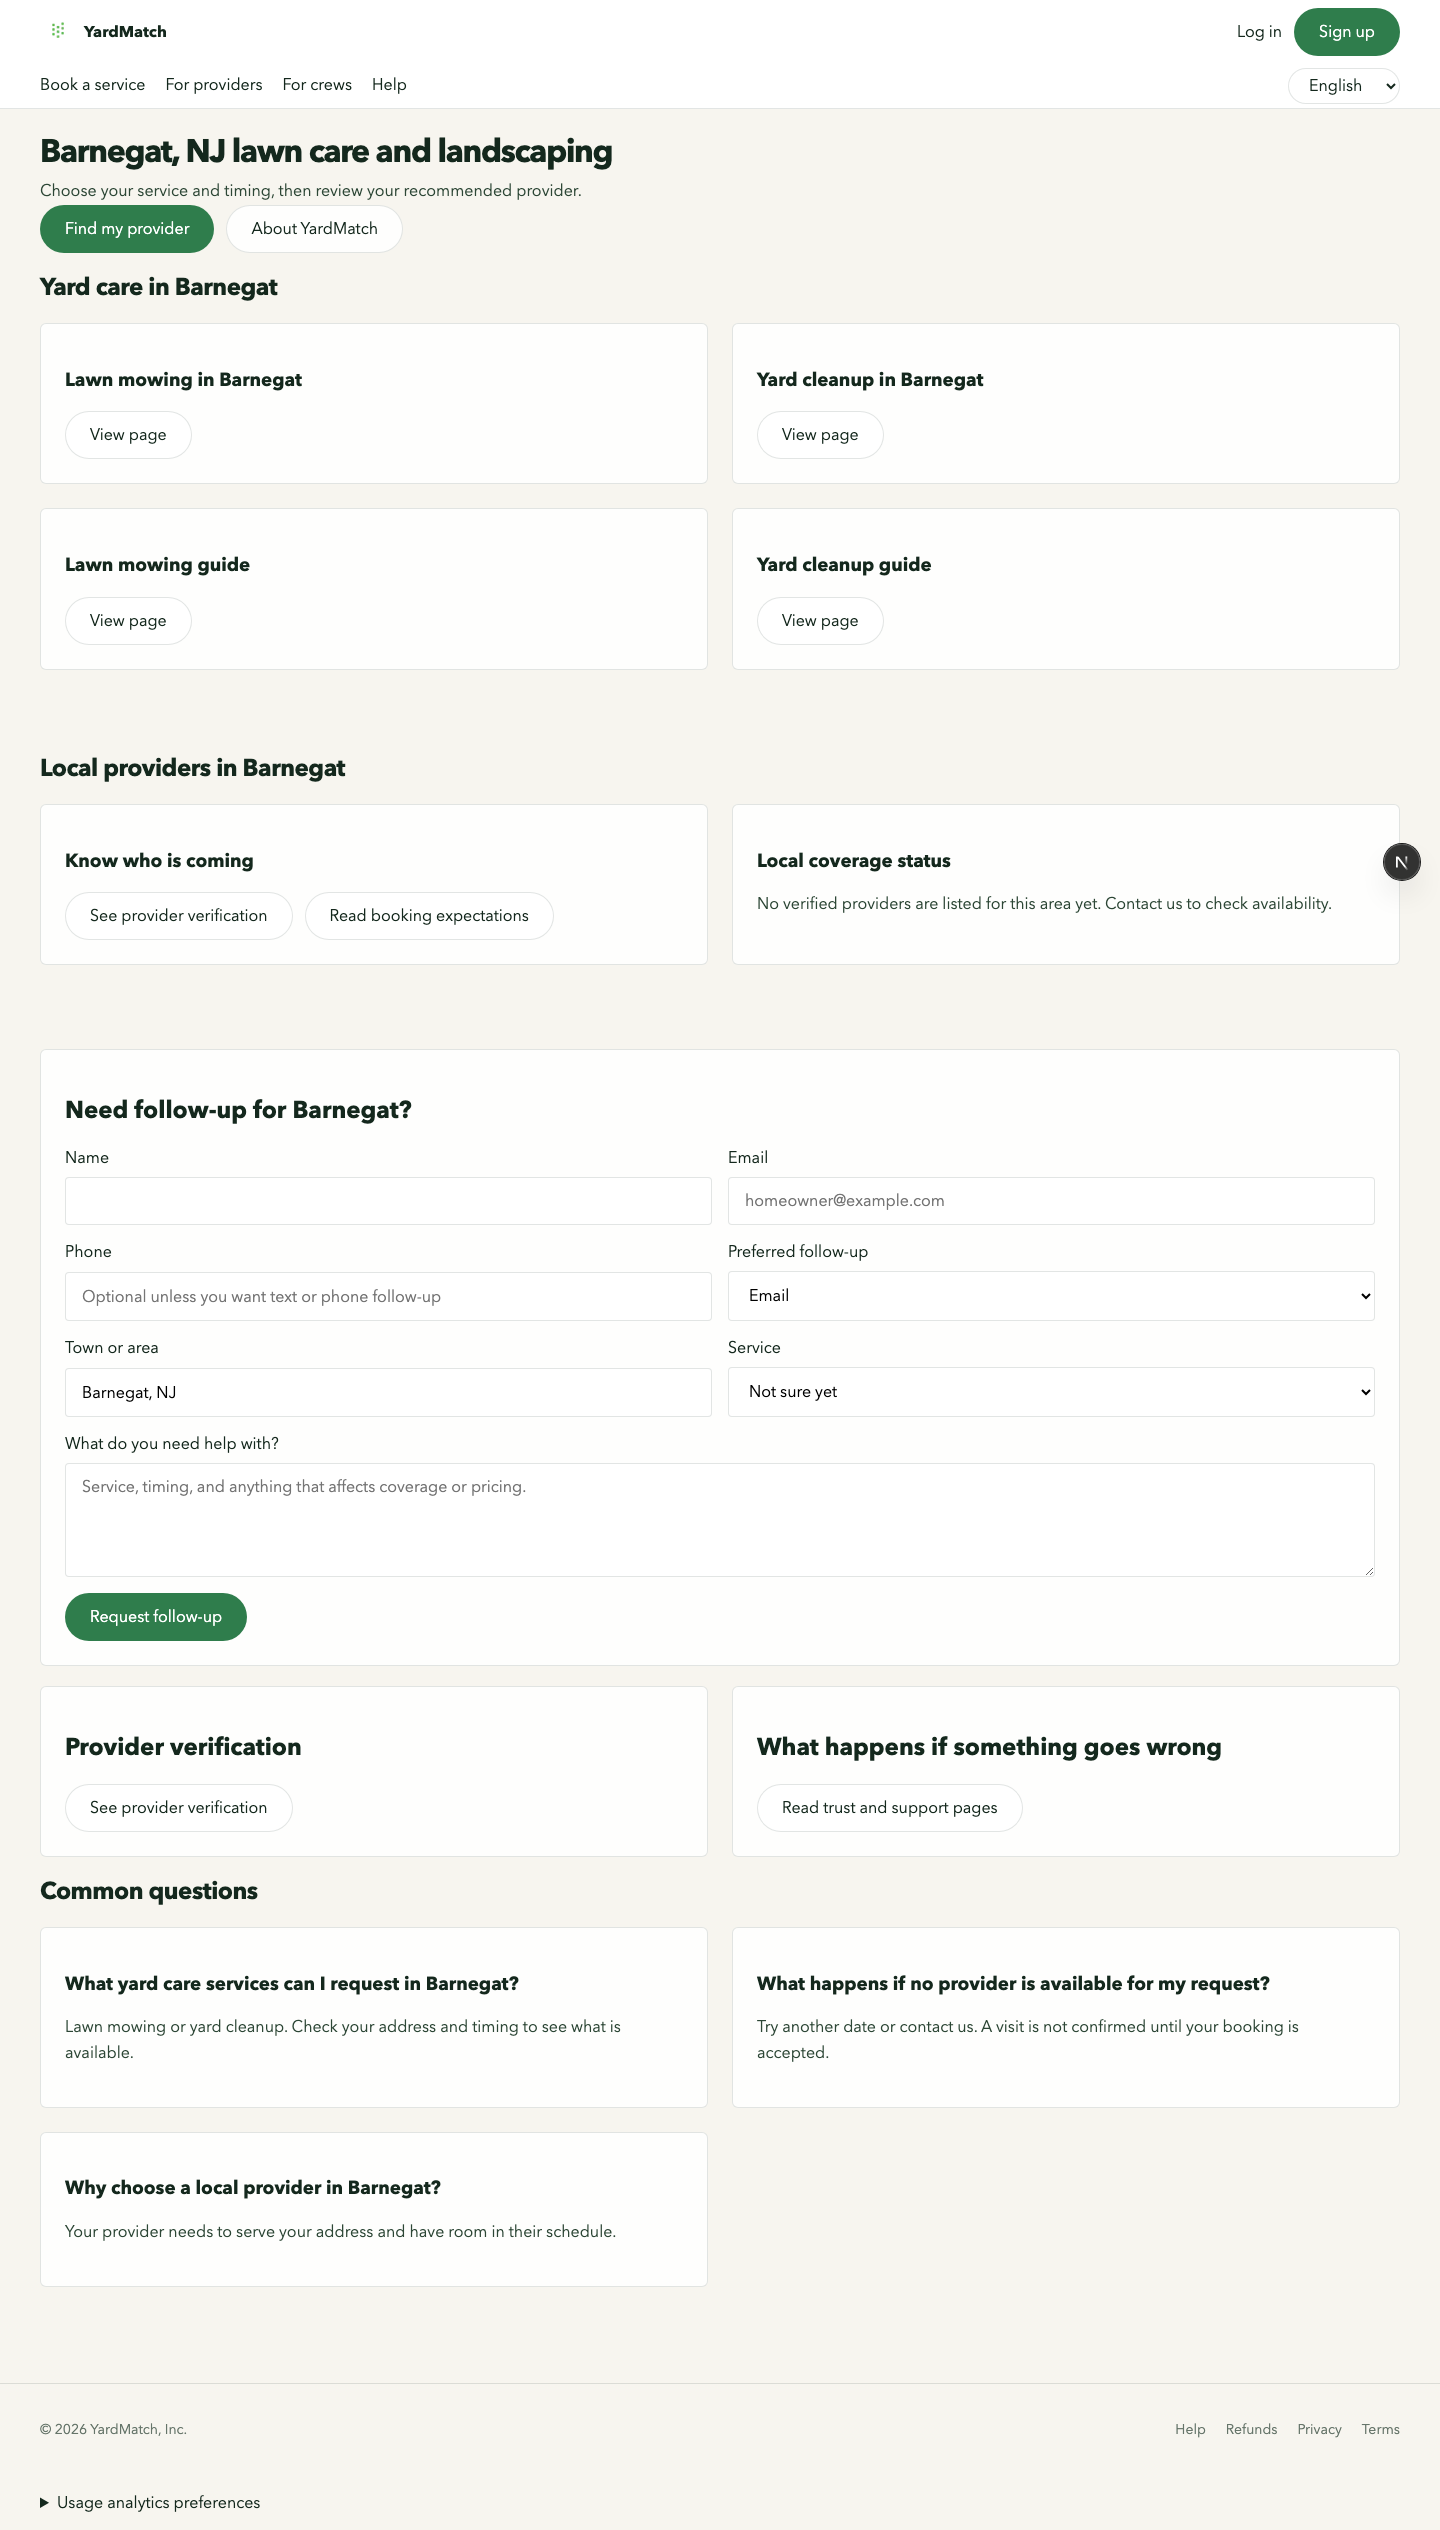 YardMatch
Log in
Sign up
Book a service
For providers
For crews
Help
English
Barnegat, NJ lawn care and landscaping
Choose your service and timing, then review your recommended provider.
Find my provider
About YardMatch
Yard care in Barnegat
Lawn mowing in Barnegat
View page
Yard cleanup in Barnegat
View page
Lawn mowing guide
View page
Yard cleanup guide
View page
Local providers in Barnegat
Know who is coming
See provider verification
Read booking expectations
Local coverage status
No verified providers are listed for this area yet. Contact us to check availability.
N
Need follow-up for Barnegat?
Name
Email
homeowner@example.com
Phone
Optional unless you want text or phone follow-up
Preferred follow-up
Email
Town or area
Barnegat, NJ
Service
Not sure yet
What do you need help with?
Service, timing, and anything that affects coverage or pricing.
Request follow-up
Provider verification
See provider verification
What happens if something goes wrong
Read trust and support pages
Common questions
What yard care services can I request in Barnegat?
Lawn mowing or yard cleanup. Check your address and timing to see what is
available.
What happens if no provider is available for my request?
Try another date or contact us. A visit is not confirmed until your booking is
accepted.
Why choose a local provider in Barnegat?
Your provider needs to serve your address and have room in their schedule.
© 2026 YardMatch, Inc.
Help
Refunds
Privacy
Terms
Usage analytics preferences